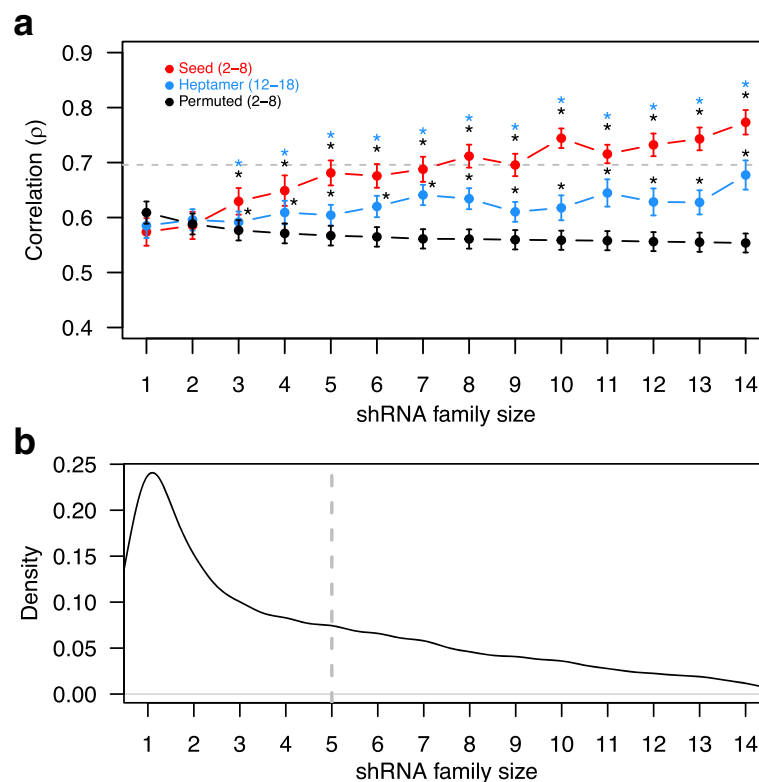 a
0.9
0.8
0.7
0.6
0.5
0.4
Correlation (ρ)
Seed (2–8)
Heptamer (12–18)
Permuted (2–8)
* * * * * * * * * * * *
* * * * * * * * * * * *
* * * * * * * * * * * *
1 2 3 4 5 6 7 8 9 10 11 12 13 14
shRNA family size
b
0.25
0.20
0.15
0.10
0.05
0.00
Density
1 2 3 4 5 6 7 8 9 10 11 12 13 14
shRNA family size